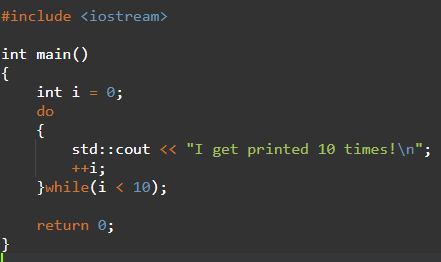 #include <iostream>
int main()
{
int i = 0;
do
{
std::cout << "I get printed 10 times!\n";
++i;
}while(i < 10);
return 0;
}